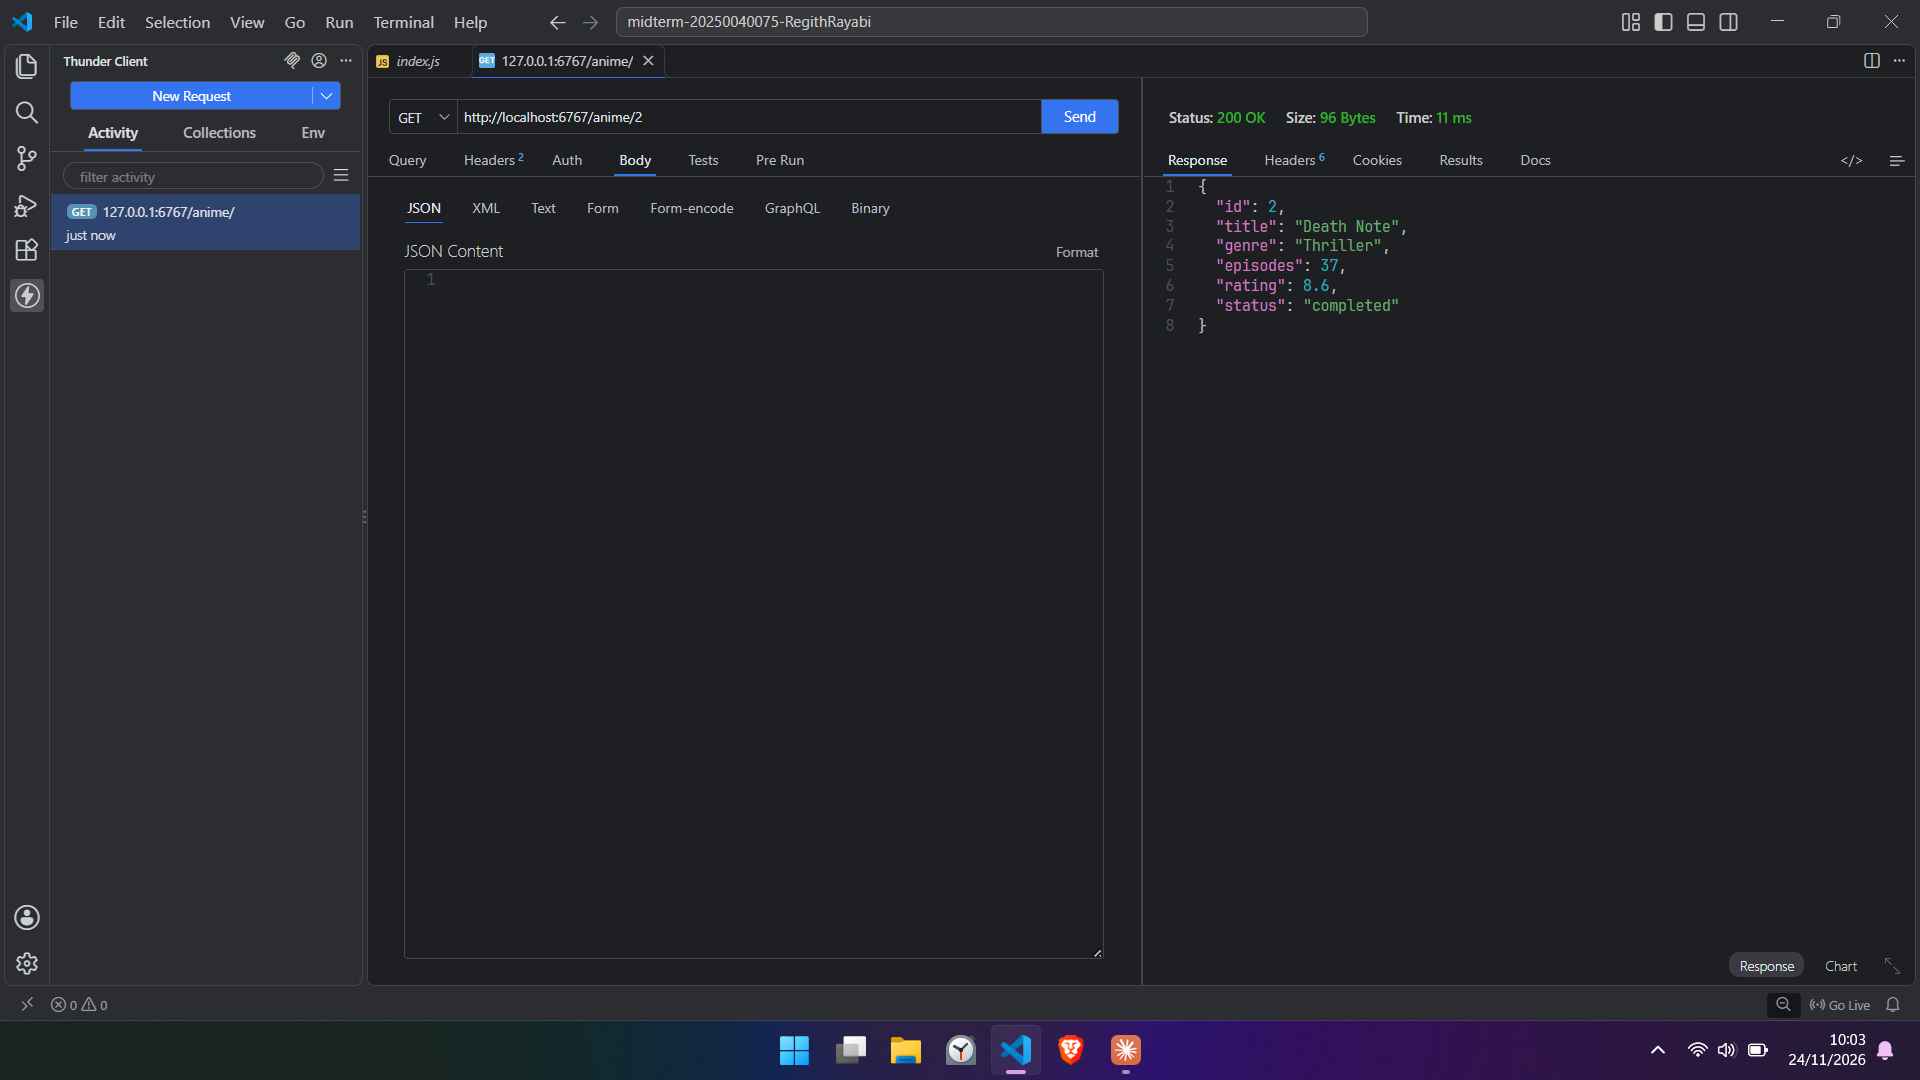 File Edit Selection View Go Run Terminal Help
midterm-20250040075-RegithRayabi
Thunder Client
New Request
Activity Collections Env
filter activity
GET 127.0.0.1:6767/anime/
just now
JS index.js
GET 127.0.0.1:6767/anime/
GET http://localhost:6767/anime/2 Send
Query Headers 2 Auth Body Tests Pre Run
JSON XML Text Form Form-encode GraphQL Binary
JSON Content Format
1
Status: 200 OK Size: 96 Bytes Time: 11 ms
Response Headers 6 Cookies Results Docs </>
1 {
2 "id": 2,
3 "title": "Death Note",
4 "genre": "Thriller",
5 "episodes": 37,
6 "rating": 8.6,
7 "status": "completed"
8 }
Response Chart
0 0
Go Live
10:03
24/11/2026